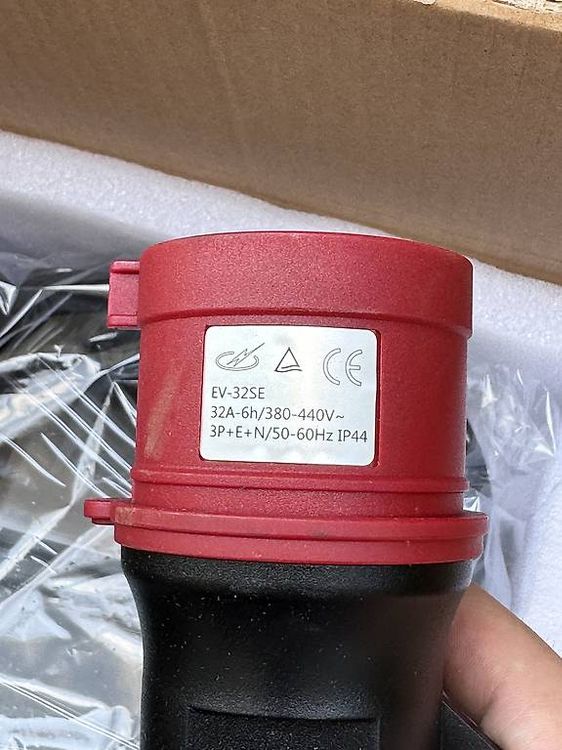 CE
EV-32SE
32A-6h/380-440V~
3P+E+N/50-60Hz IP44